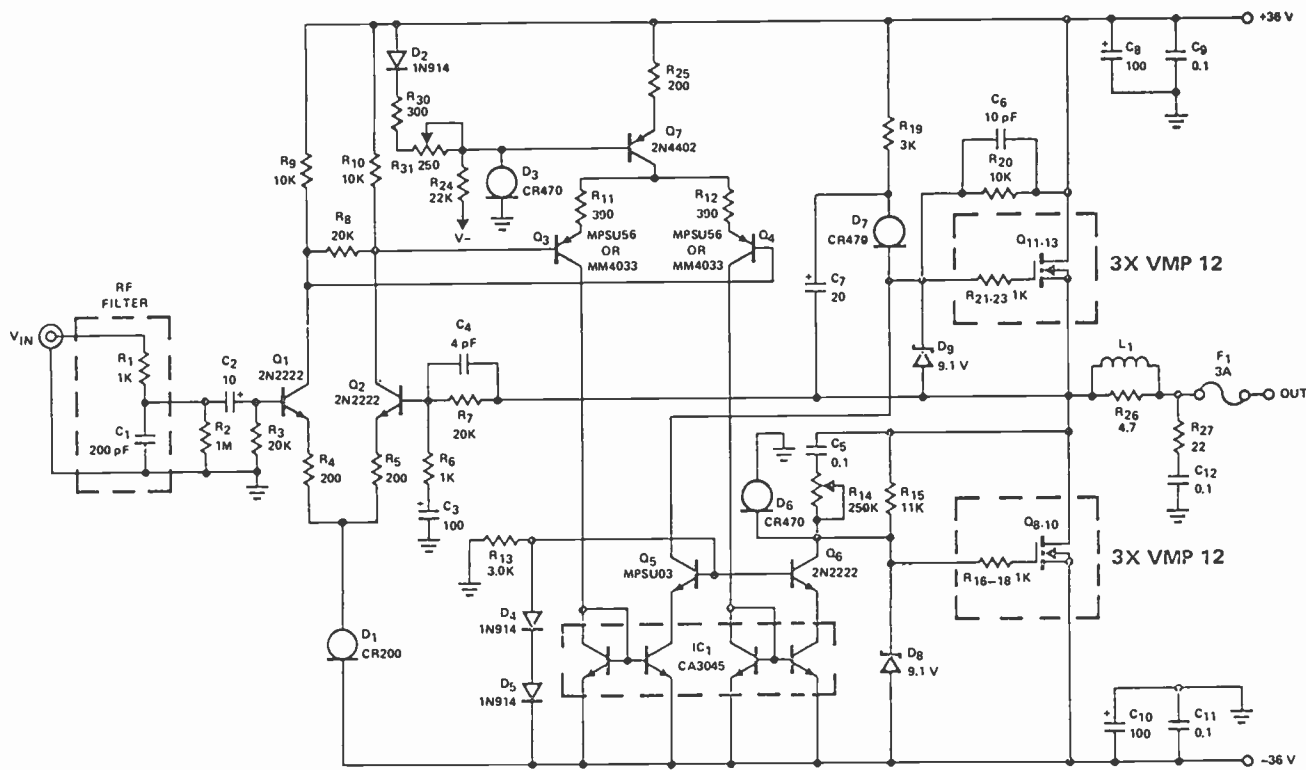 +36 V
D2
1N914
R30
300
R31
250
R24
22K
V–
D3
CR470
R25
200
Q7
2N4402
R9
10K
R10
10K
R8
20K
R11
390
R12
390
Q3
MPSU56
OR
MM4033
MPSU56
OR
MM4033
Q4
R19
3K
C6
10 pF
R20
10K
C8
100
C9
0.1
D7
CR470
C7
20
Q11-13
R21-23 1K
3X VMP 12
D9
9.1 V
RF
FILTER
VIN
R1
1K
C1
200 pF
C2
10
R2
1M
R3
20K
Q1
2N2222
Q2
2N2222
C4
4 pF
R7
20K
R4
200
R5
200
R6
1K
C3
100
L1
R26
4.7
F1
3A
OUT
R27
22
C12
0.1
C5
0.1
D6
CR470
R14
250K
R15
11K
Q8-10
R16–18 1K
3X VMP 12
R13
3.0K
Q5
MPSU03
Q6
2N2222
D4
1N914
D5
1N914
IC1
CA3045
D1
CR200
D8
9.1 V
C10
100
C11
0.1
–36 V